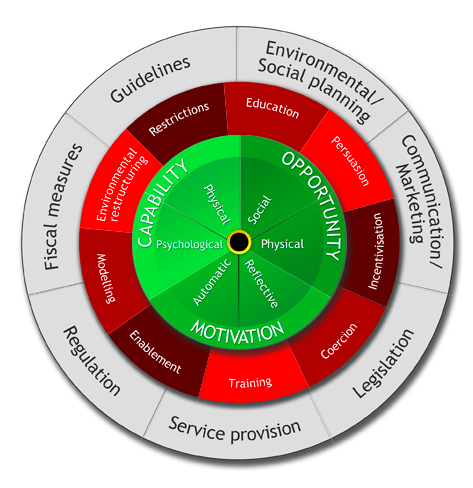 Guidelines
Environmental/
Social planning
Communication/
Marketing
Legislation
Service provision
Regulation
Fiscal measures
Restrictions
Education
Persuasion
Incentivisation
Coercion
Training
Enablement
Modelling
Environmental
restructuring
CAPABILITY
OPPORTUNITY
MOTIVATION
Physical
Social
Psychological
Physical
Automatic
Reflective